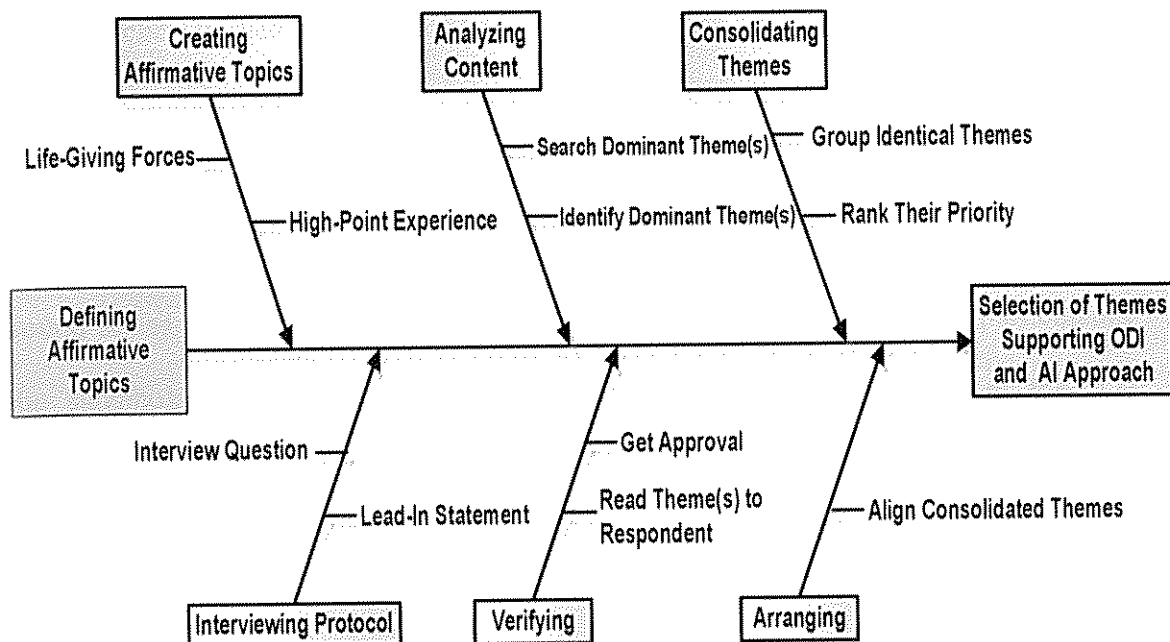 Creating
Affirmative Topics
Analyzing
Content
Consolidating
Themes
Life-Giving Forces
High-Point Experience
Search Dominant Theme(s)
Identify Dominant Theme(s)
Group Identical Themes
Rank Their Priority
Defining
Affirmative
Topics
Selection of Themes
Supporting ODI
and AI Approach
Interview Question
Lead-In Statement
Get Approval
Read Theme(s) to
Respondent
Align Consolidated Themes
Interviewing Protocol
Verifying
Arranging